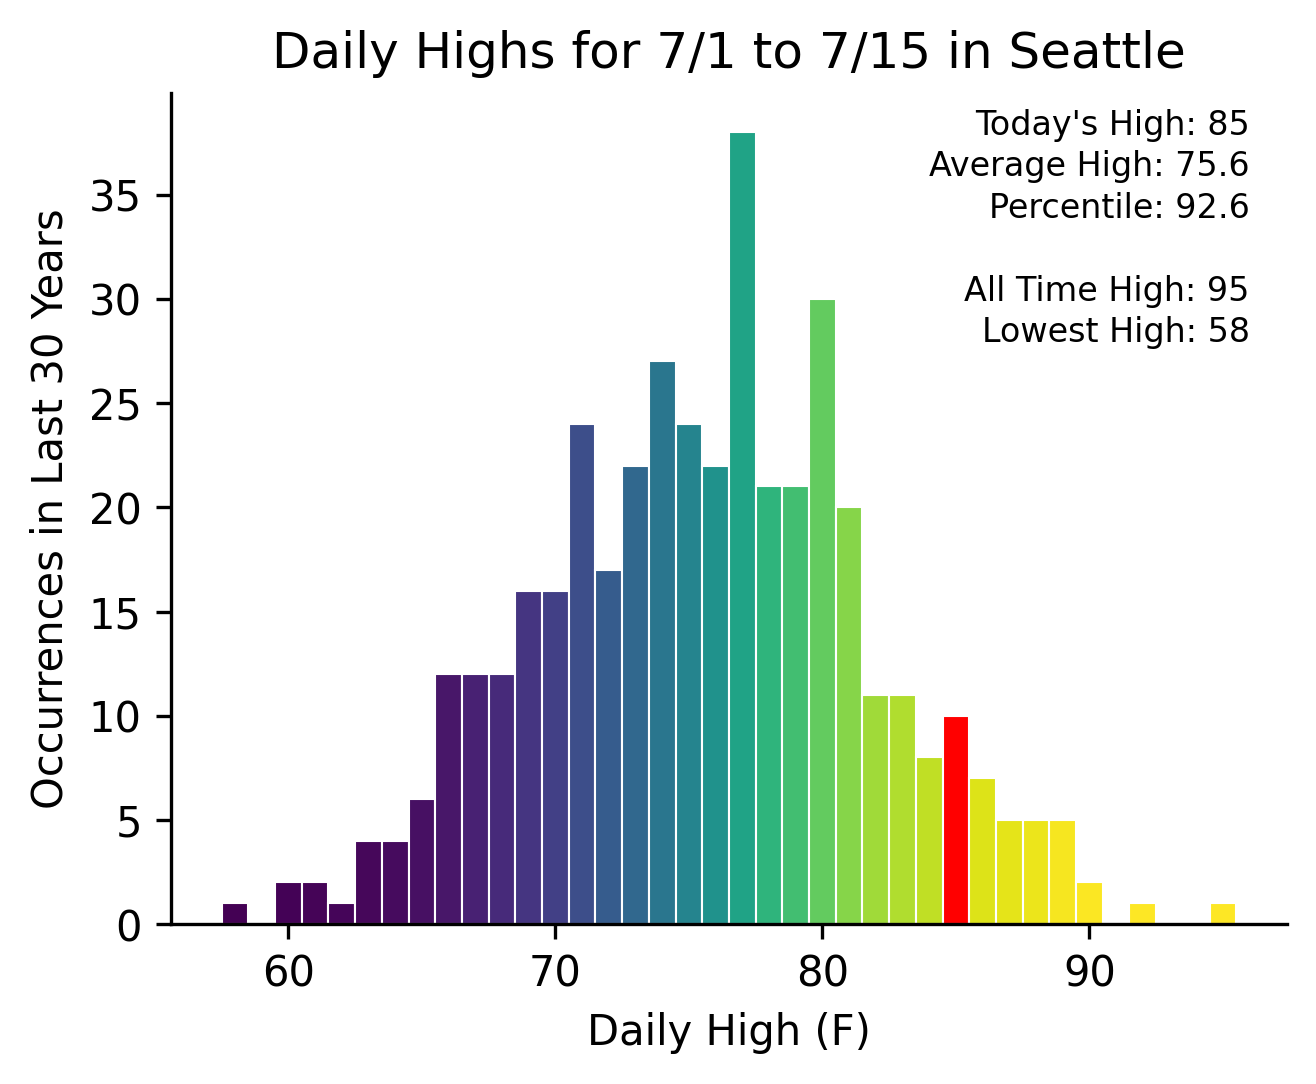 Daily Highs for 7/1 to 7/15 in Seattle
Today's High: 85
Average High: 75.6
Percentile: 92.6
All Time High: 95
Lowest High: 58
Occurrences in Last 30 Years
35
30
25
20
15
10
5
0
60 70 80 90
Daily High (F)